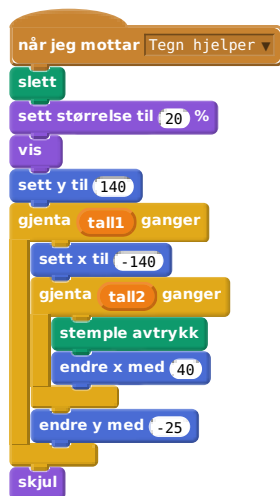 når jeg mottar Tegn hjelper
slett
sett størrelse til 20 %
vis
sett y til 140
gjenta tall1 ganger
sett x til -140
gjenta tall2 ganger
stemple avtrykk
endre x med 40
endre y med -25
skjul